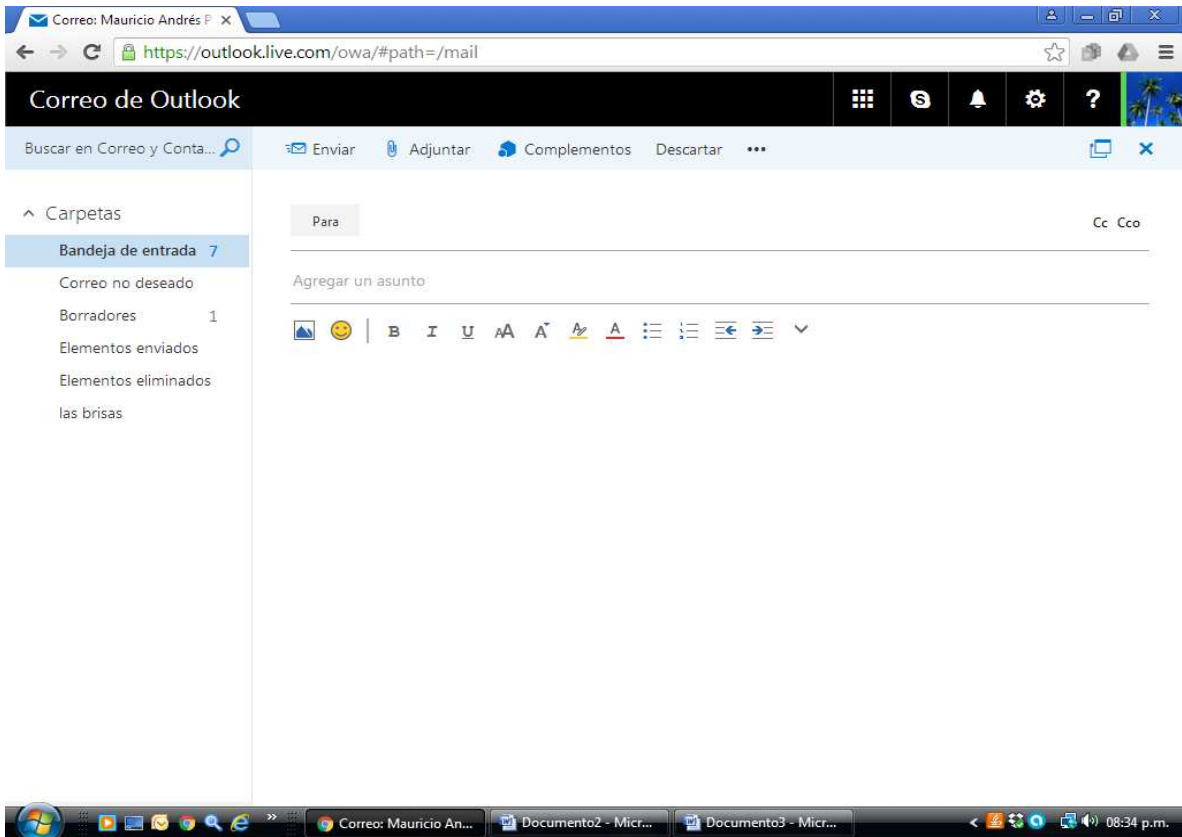 Correo: Mauricio Andrés P
https://outlook.live.com/owa/#path=/mail
Correo de Outlook
?
Buscar en Correo y Conta...
Enviar Adjuntar Complementos Descartar •••
Carpetas
Bandeja de entrada 7
Correo no deseado
Borradores 1
Elementos enviados
Elementos eliminados
las brisas
Para
Cc Cco
Agregar un asunto
B I U AA A A A
Correo: Mauricio An... Documento2 - Micr... Documento3 - Micr... 08:34 p.m.